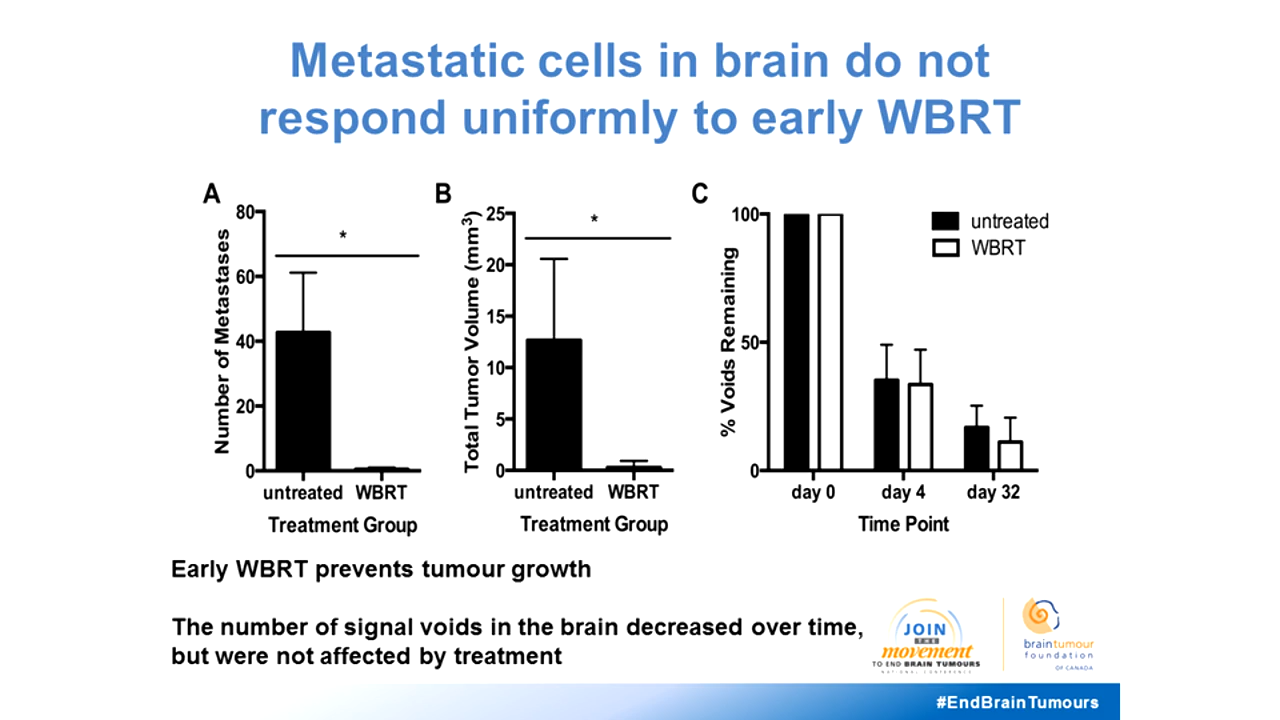 Metastatic cells in brain do not
respond uniformly to early WBRT
A
Number of Metastases
80
60
40
20
0
*
untreated WBRT
Treatment Group
B
Total Tumor Volume (mm³)
25
20
15
10
5
0
*
untreated WBRT
Treatment Group
C
% Voids Remaining
100
50
0
untreated
WBRT
day 0 day 4 day 32
Time Point
Early WBRT prevents tumour growth
The number of signal voids in the brain decreased over time,
but were not affected by treatment
JOIN
THE
movement
TO END BRAIN TUMOURS
NATIONAL CONFERENCE
braintumour
foundation
OF CANADA
#EndBrainTumours